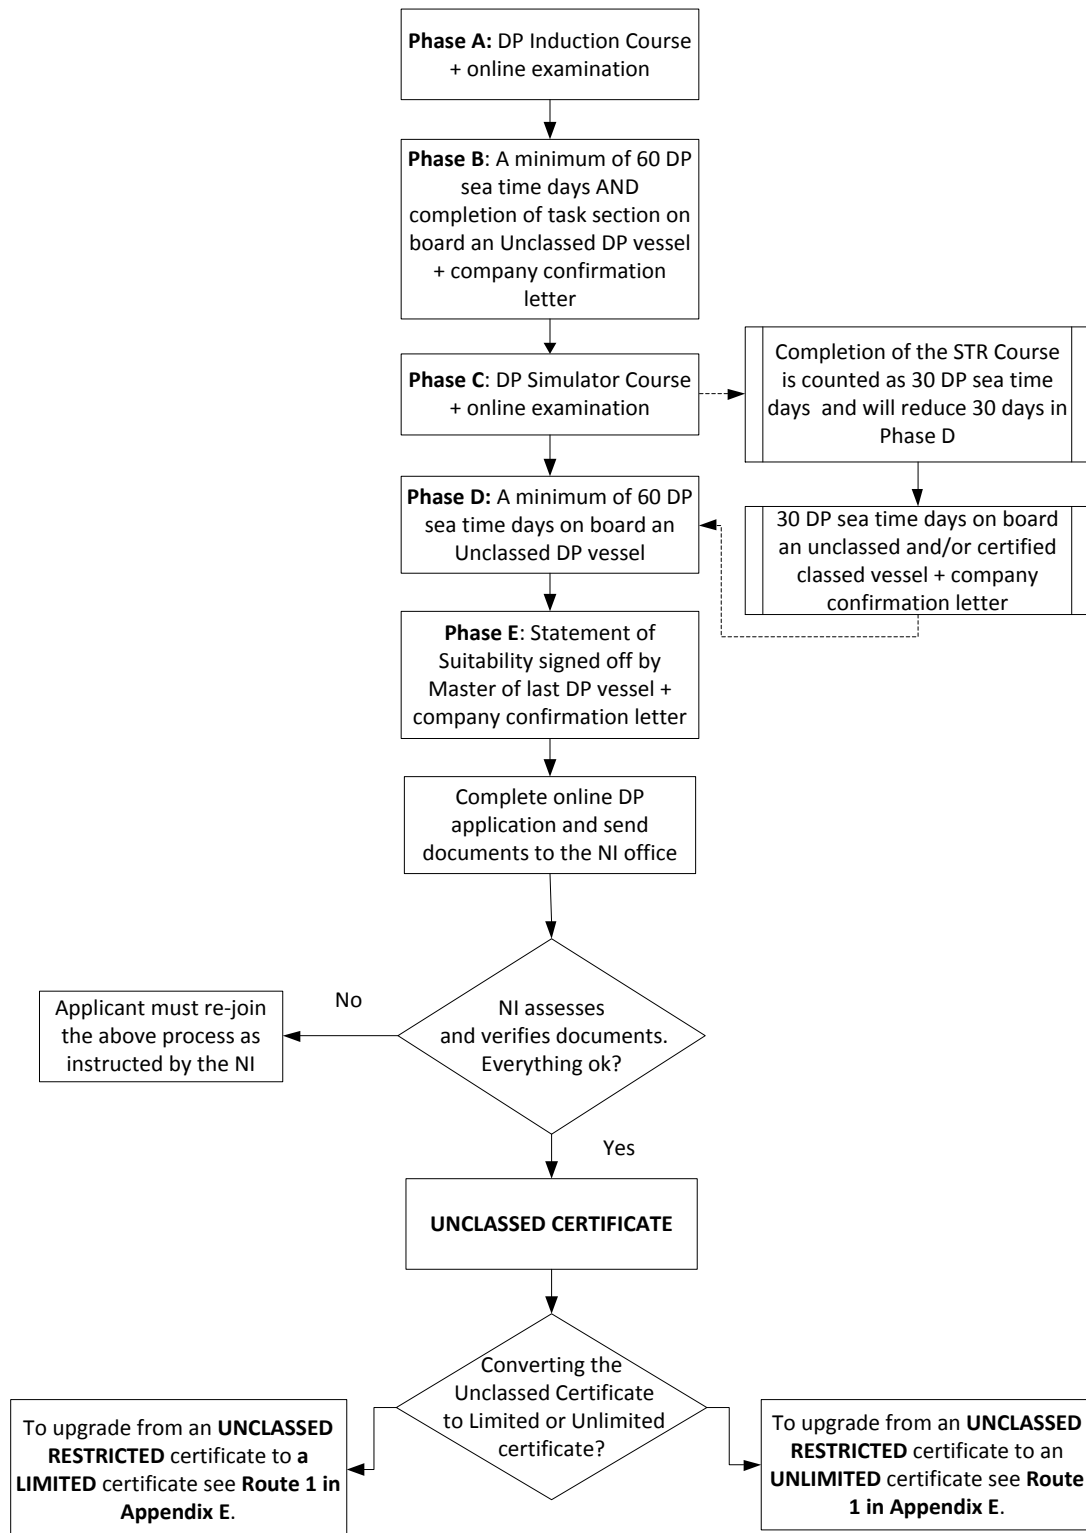 Phase A: DP Induction Course
+ online examination
Phase B: A minimum of 60 DP
sea time days AND
completion of task section on
board an Unclassed DP vessel
+ company confirmation
letter
Phase C: DP Simulator Course
+ online examination
Completion of the STR Course
is counted as 30 DP sea time
days and will reduce 30 days in
Phase D
Phase D: A minimum of 60 DP
sea time days on board an
Unclassed DP vessel
30 DP sea time days on board
an unclassed and/or certified
classed vessel + company
confirmation letter
Phase E: Statement of
Suitability signed off by
Master of last DP vessel +
company confirmation letter
Complete online DP
application and send
documents to the NI office
NI assesses
and verifies documents.
Everything ok?
No
Applicant must re-join
the above process as
instructed by the NI
Yes
UNCLASSED CERTIFICATE
Converting the
Unclassed Certificate
to Limited or Unlimited
certificate?
To upgrade from an UNCLASSED
RESTRICTED certificate to a
LIMITED certificate see Route 1 in
Appendix E.
To upgrade from an UNCLASSED
RESTRICTED certificate to an
UNLIMITED certificate see Route
1 in Appendix E.